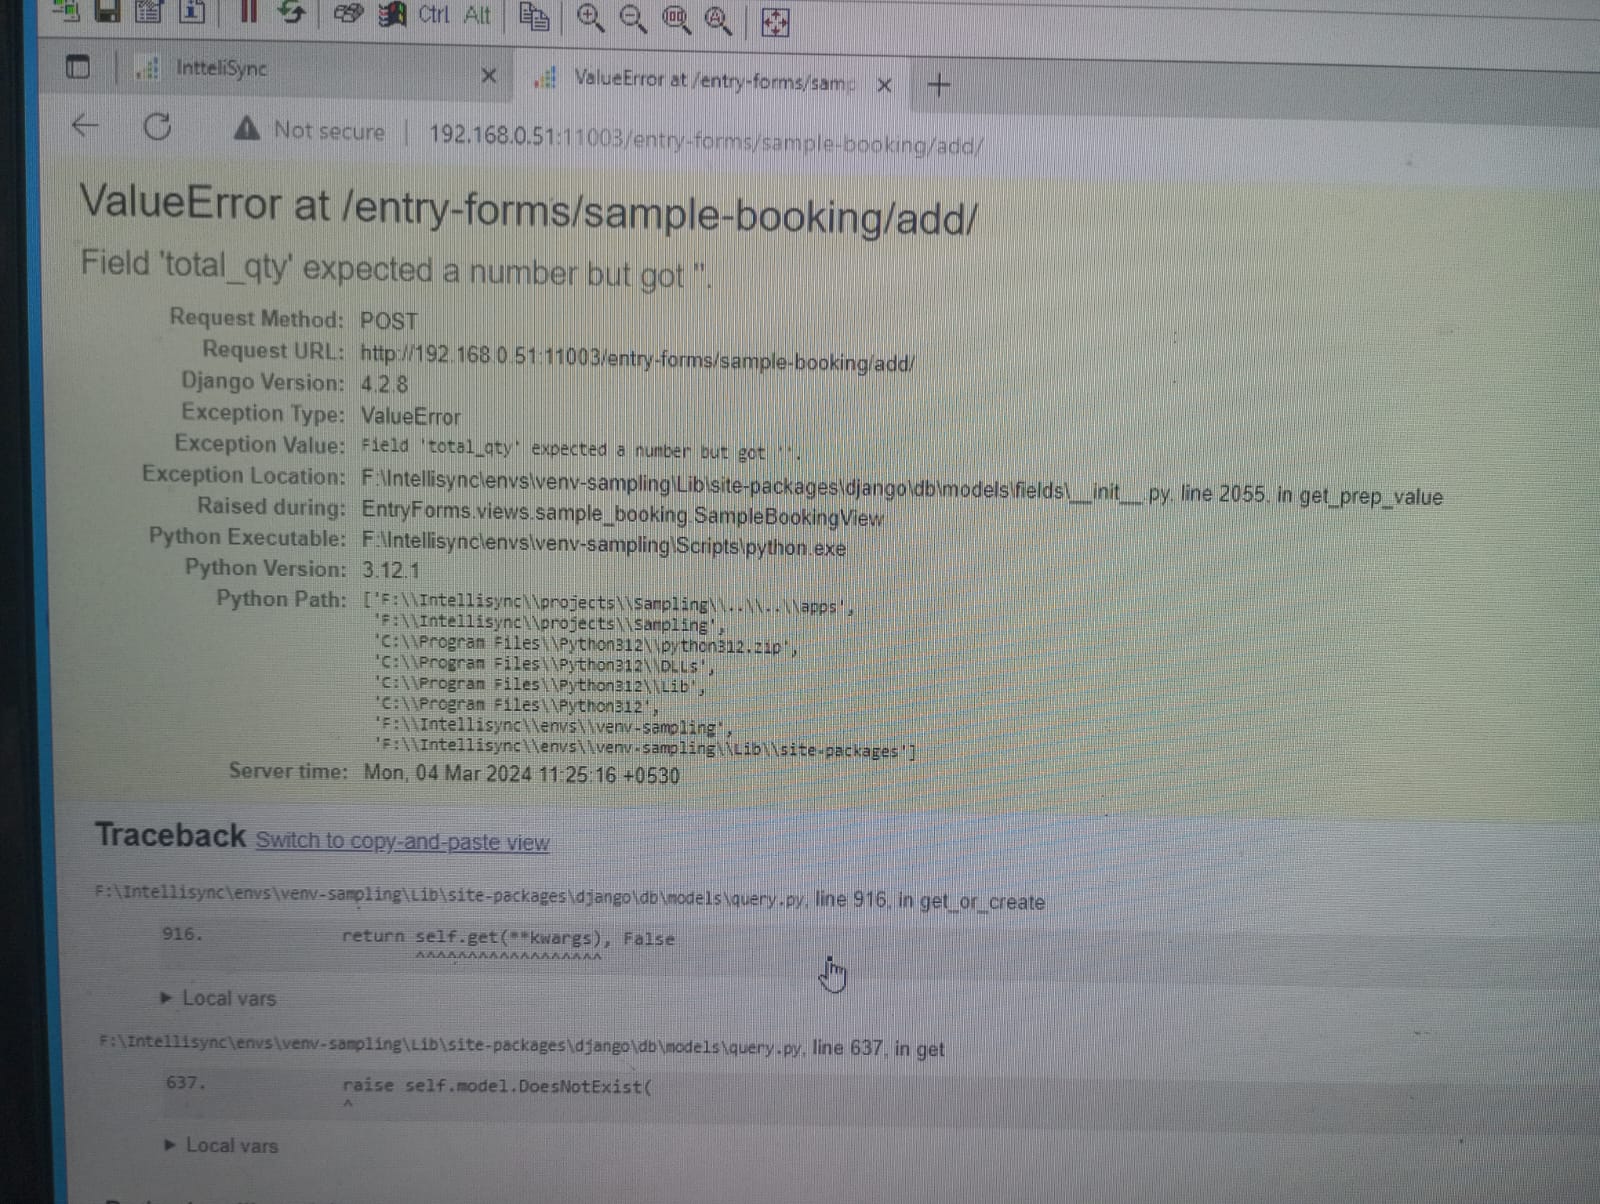 Ctrl Alt
IntteliSync
ValueError at /entry-forms/samp
Not secure 192.168.0.51:11003/entry-forms/sample-booking/add/
ValueError at /entry-forms/sample-booking/add/
Field 'total_qty' expected a number but got ''.
Request Method: POST
Request URL: http://192.168.0.51:11003/entry-forms/sample-booking/add/
Django Version: 4.2.8
Exception Type: ValueError
Exception Value: Field 'total_qty' expected a number but got ''.
Exception Location: F:\Intellisync\envs\venv-sampling\Lib\site-packages\django\db\models\fields\__init__.py, line 2055, in get_prep_value
Raised during: EntryForms.views.sample_booking.SampleBookingView
Python Executable: F:\Intellisync\envs\venv-sampling\Scripts\python.exe
Python Version: 3.12.1
Python Path: ['F:\\Intellisync\\projects\\Sampling\\..\\..\\apps',
'F:\\Intellisync\\projects\\Sampling',
'C:\\Program Files\\Python312\\python312.zip',
'C:\\Program Files\\Python312\\DLLs',
'C:\\Program Files\\Python312\\Lib',
'C:\\Program Files\\Python312',
'F:\\Intellisync\\envs\\venv-sampling',
'F:\\Intellisync\\envs\\venv-sampling\\Lib\\site-packages']
Server time: Mon, 04 Mar 2024 11:25:16 +0530
Traceback Switch to copy-and-paste view
F:\Intellisync\envs\venv-sampling\Lib\site-packages\django\db\models\query.py, line 916, in get_or_create
916. return self.get(**kwargs), False
^^^^^^^^^^^^^^^^^^
Local vars
F:\Intellisync\envs\venv-sampling\Lib\site-packages\django\db\models\query.py, line 637, in get
637. raise self.model.DoesNotExist(
^
Local vars